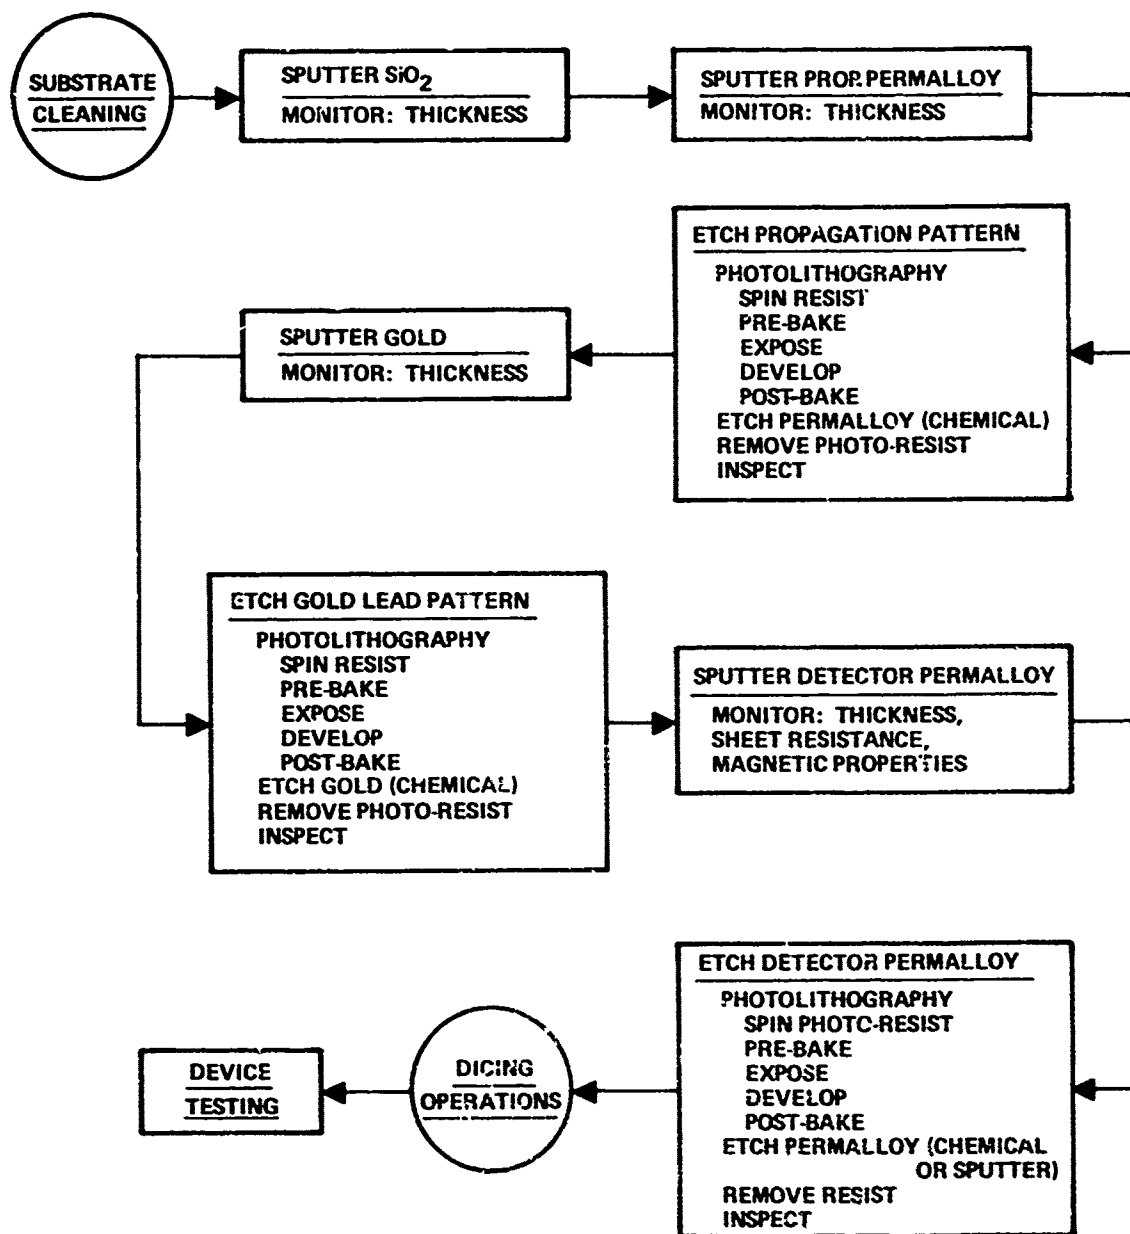 SUBSTRATE
CLEANING
SPUTTER SiO2
MONITOR: THICKNESS
SPUTTER PROP. PERMALLOY
MONITOR: THICKNESS
ETCH PROPAGATION PATTERN
PHOTOLITHOGRAPHY
SPIN RESIST
PRE-BAKE
EXPOSE
DEVELOP
POST-BAKE
ETCH PERMALLOY (CHEMICAL)
REMOVE PHOTO-RESIST
INSPECT
SPUTTER GOLD
MONITOR: THICKNESS
ETCH GOLD LEAD PATTERN
PHOTOLITHOGRAPHY
SPIN RESIST
PRE-BAKE
EXPOSE
DEVELOP
POST-BAKE
ETCH GOLD (CHEMICAL)
REMOVE PHOTO-RESIST
INSPECT
SPUTTER DETECTOR PERMALLOY
MONITOR: THICKNESS,
SHEET RESISTANCE,
MAGNETIC PROPERTIES
ETCH DETECTOR PERMALLOY
PHOTOLITHOGRAPHY
SPIN PHOTO-RESIST
PRE-BAKE
EXPOSE
DEVELOP
POST-BAKE
ETCH PERMALLOY (CHEMICAL
OR SPUTTER)
REMOVE RESIST
INSPECT
DICING
OPERATIONS
DEVICE
TESTING